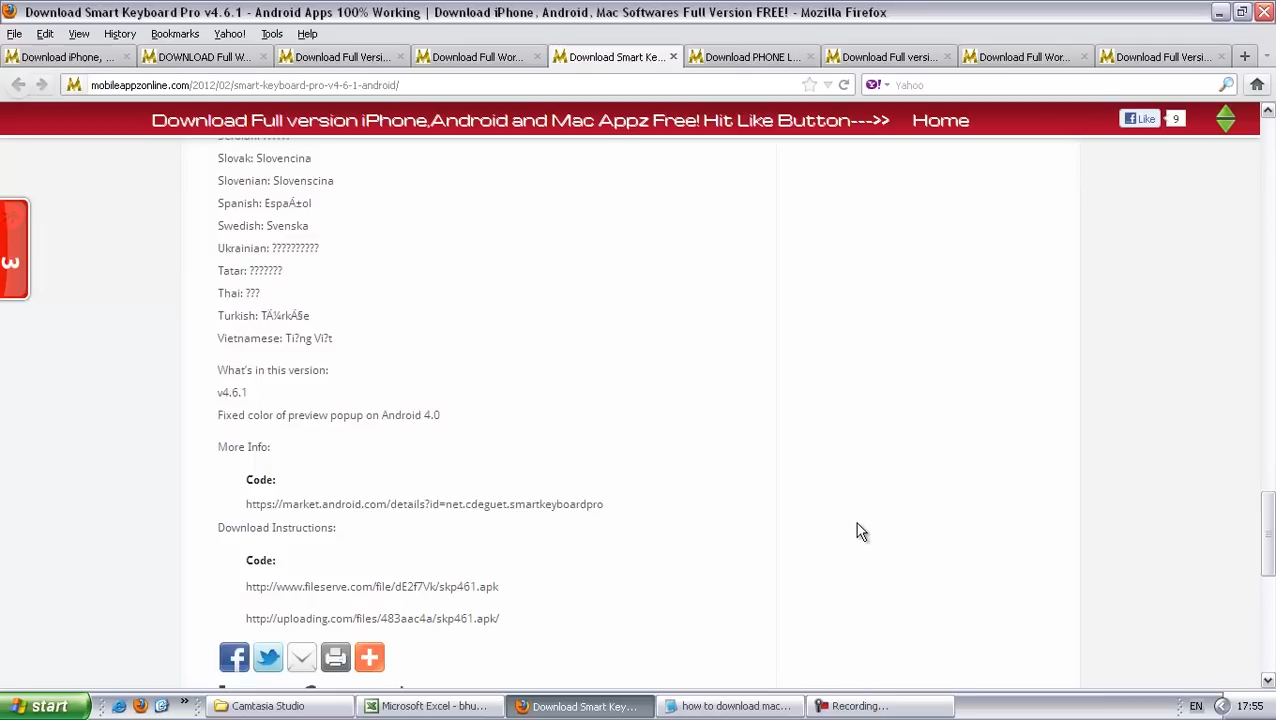 Download Smart Keyboard Pro v4.6.1 - Android Apps 100% Working | Download iPhone, Android, Mac Softwares Full Version FREE! - Mozilla Firefox
File Edit View History Bookmarks Yahoo! Tools Help
Download iPhone, ... DOWNLOAD Full W... Download Full Versi... Download Full Wor... Download Smart Ke... Download PHONE L... Download Full versi... Download Full Wor... Download Full Versi...
mobileappzonline.com/2012/02/smart-keyboard-pro-v4-6-1-android/ Yahoo
Download Full version iPhone,Android and Mac Appz Free! Hit Like Button--->> Home Like 9
Slovak: Slovencina
Slovenian: Slovenscina
Spanish: EspaÁ±ol
Swedish: Svenska
Ukrainian: ??????????
Tatar: ???????
Thai: ???
Turkish: TÁ¼rkÁ§e
Vietnamese: Ti?ng Vi?t
What's in this version:
v4.6.1
Fixed color of preview popup on Android 4.0
More Info:
Code:
https://market.android.com/details?id=net.cdeguet.smartkeyboardpro
Download Instructions:
Code:
http://www.fileserve.com/file/dE2f7Vk/skp461.apk
http://uploading.com/files/483aac4a/skp461.apk/
3
start Camtasia Studio Microsoft Excel - bhu... Download Smart Key... how to download mac... Recording... EN 17:55